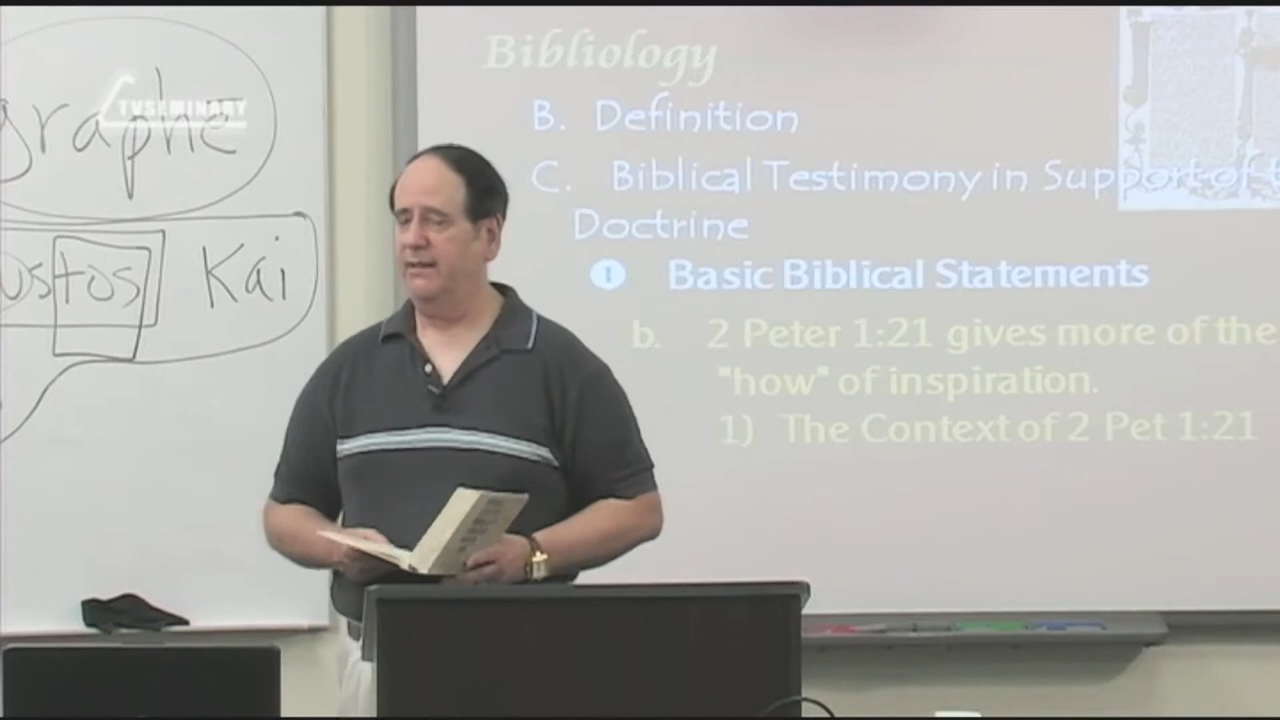 graphe
TVSEMINARY
ostos Kai
Bibliology
B. Definition
C. Biblical Testimony in Support of t
Doctrine
1 Basic Biblical Statements
b. 2 Peter 1:21 gives more of the
"how" of inspiration.
1) The Context of 2 Pet 1:21